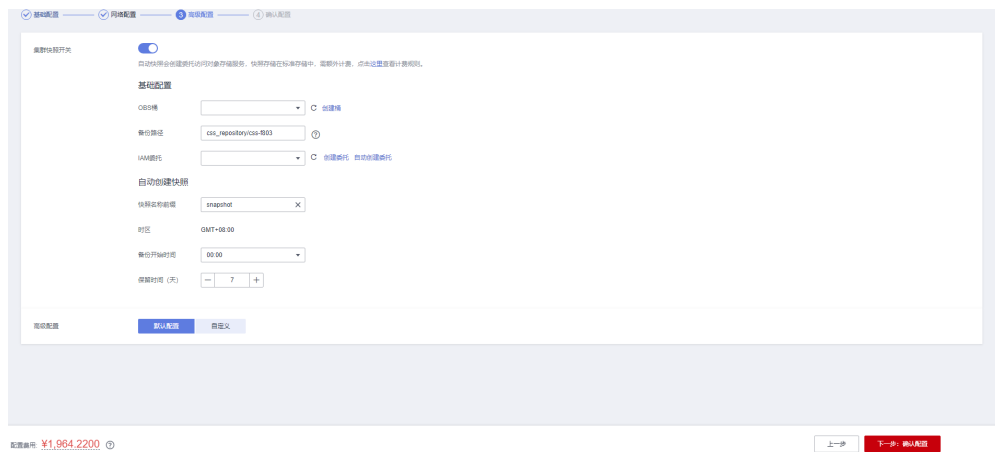 基础配置 网络配置 3 高级配置 4 确认配置
集群快照开关
自动快照会创建委托访问对象存储服务、快照存储在标准存储中，需额外计费，点击这里查看计费规则。
基础配置
OBS桶 C 创建桶
备份路径 css_repository/css-f803 ?
IAM委托 C 创建委托 自动创建委托
自动创建快照
快照名称前缀 snapshot ×
时区 GMT+08:00
备份开始时间 00:00
保留时间（天） — 7 +
高级配置 默认配置 自定义
配置费用: ¥1,964.2200 ?
上一步 下一步：确认配置